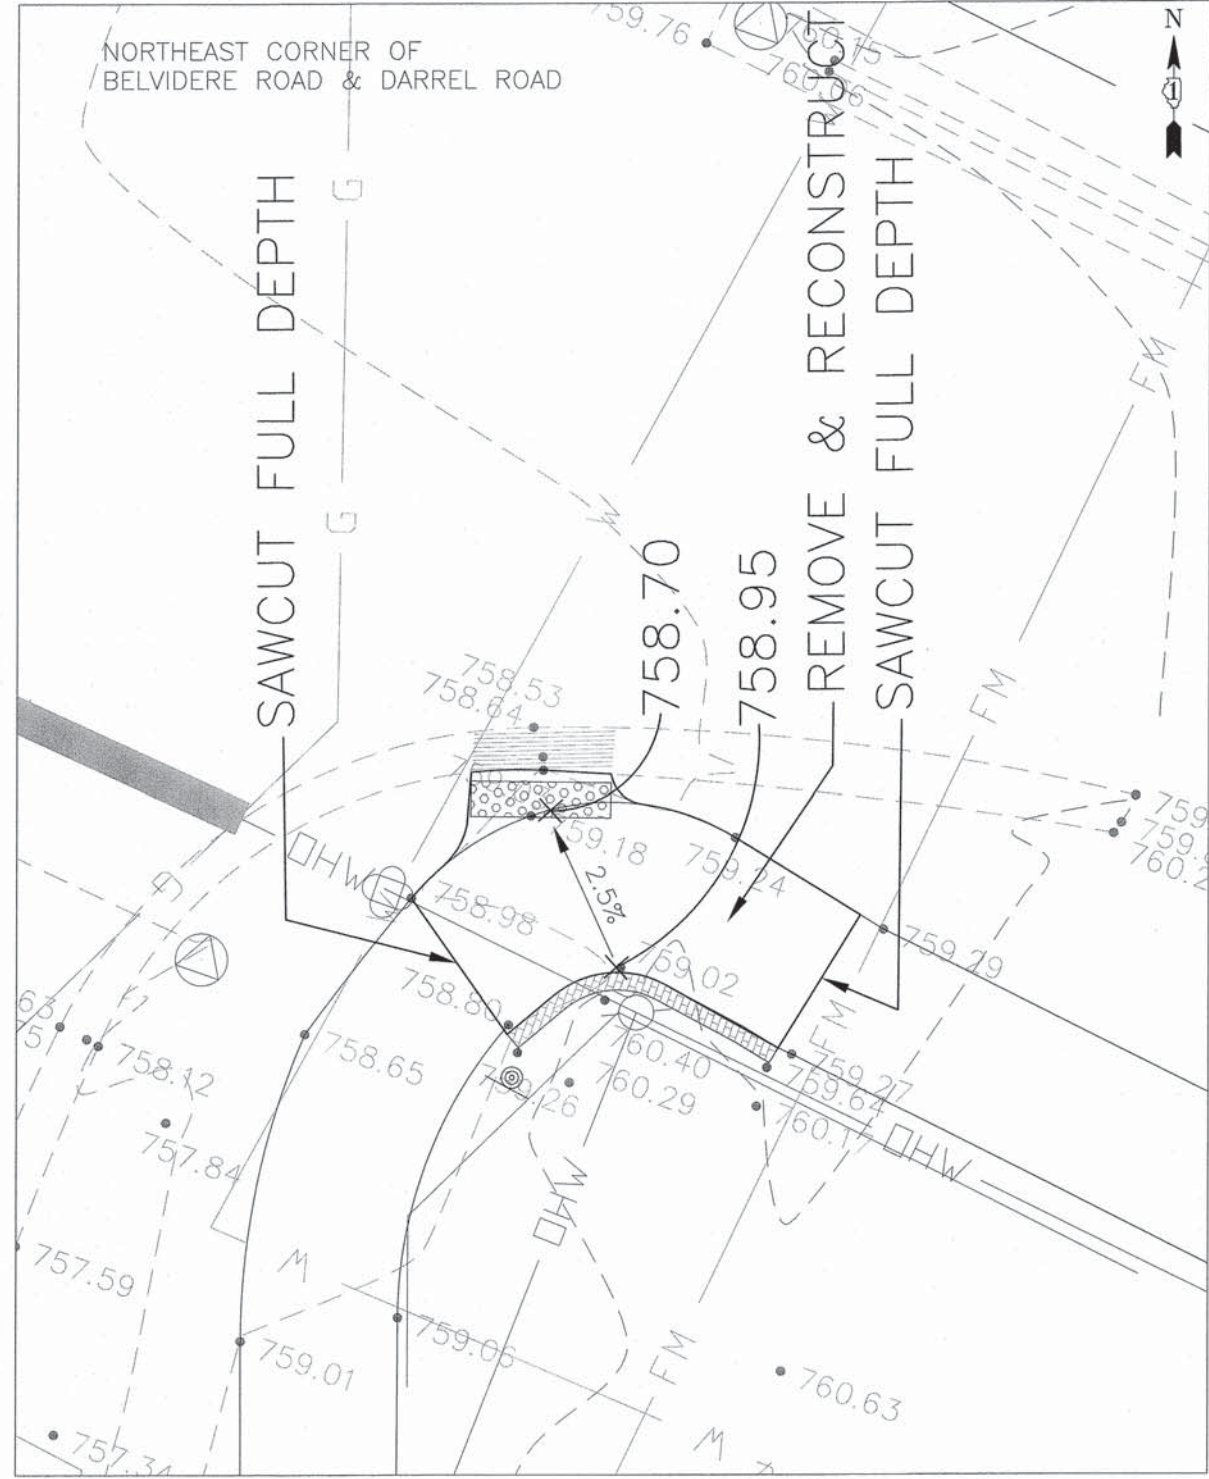 NORTHEAST CORNER OF
BELVIDERE ROAD & DARREL ROAD
N
1
759.76
SAWCUT FULL DEPTH
REMOVE & RECONSTRUCT
SAWCUT FULL DEPTH
G
G
W
FM
FM
758.70
758.95
758.53
758.64
759.18
759.24
2.5%
OHW
W
758.98
759.29
758.80
759.02
FM
758.12
758.65
760.40
759.27
759.64
759.26
760.29
OHW
757.84
OHW
757.59
W
759.01
759.06
FM
760.63
W